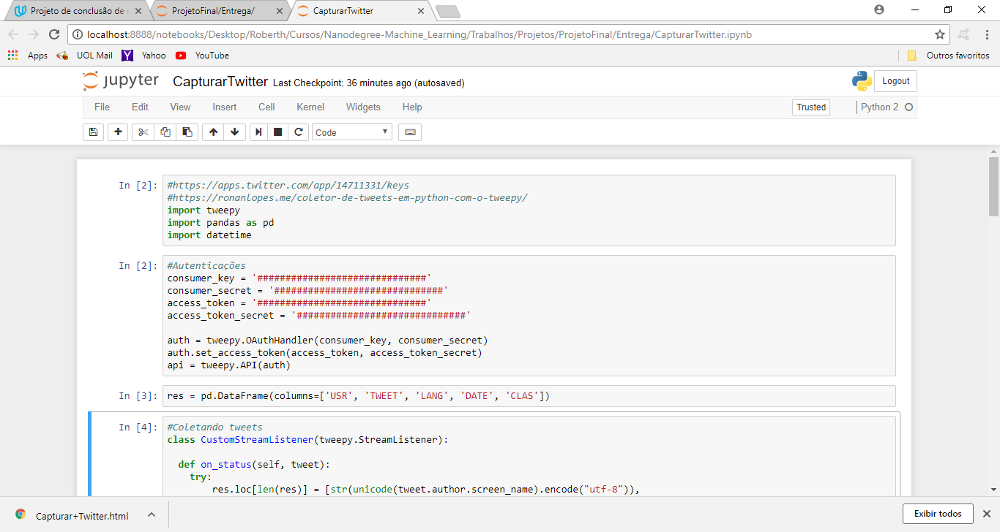 Projeto de conclusão de
ProjetoFinal/Entrega/
CapturarTwitter
localhost:8888/notebooks/Desktop/Roberth/Cursos/Nanodegree-Machine_Learning/Trabalhos/Projetos/ProjetoFinal/Entrega/CapturarTwitter.ipynb
Apps UOL Mail Yahoo YouTube Outros favoritos
jupyter CapturarTwitter Last Checkpoint: 36 minutes ago (autosaved) Logout
File Edit View Insert Cell Kernel Widgets Help Trusted Python 2
Code
In [2]: #https://apps.twitter.com/app/14711331/keys
#https://ronanlopes.me/coletor-de-tweets-em-python-com-o-tweepy/
import tweepy
import pandas as pd
import datetime
In [2]: #Autenticações
consumer_key = '##############################'
consumer_secret = '##############################'
access_token = '##############################'
access_token_secret = '##############################'
auth = tweepy.OAuthHandler(consumer_key, consumer_secret)
auth.set_access_token(access_token, access_token_secret)
api = tweepy.API(auth)
In [3]: res = pd.DataFrame(columns=['USR', 'TWEET', 'LANG', 'DATE', 'CLAS'])
In [4]: #Coletando tweets
class CustomStreamListener(tweepy.StreamListener):
def on_status(self, tweet):
try:
res.loc[len(res)] = [str(unicode(tweet.author.screen_name).encode("utf-8")),
Capturar+Twitter.html Exibir todos